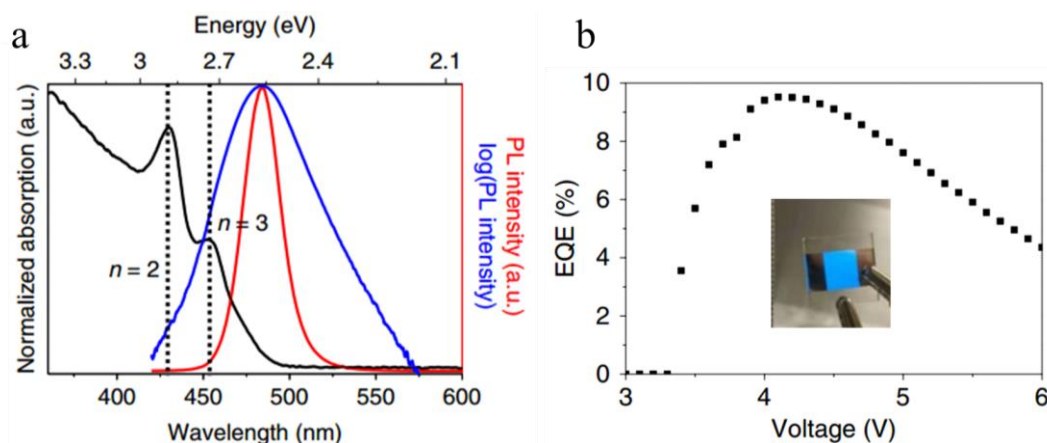 a
Energy (eV)
3.3 3 2.7 2.4 2.1
Normalized absorption (a.u.)
n = 2
n = 3
PL intensity (a.u.)
log(PL intensity)
400 450 500 550 600
Wavelength (nm)
b
10
8
6
4
2
0
EQE (%)
3 4 5 6
Voltage (V)